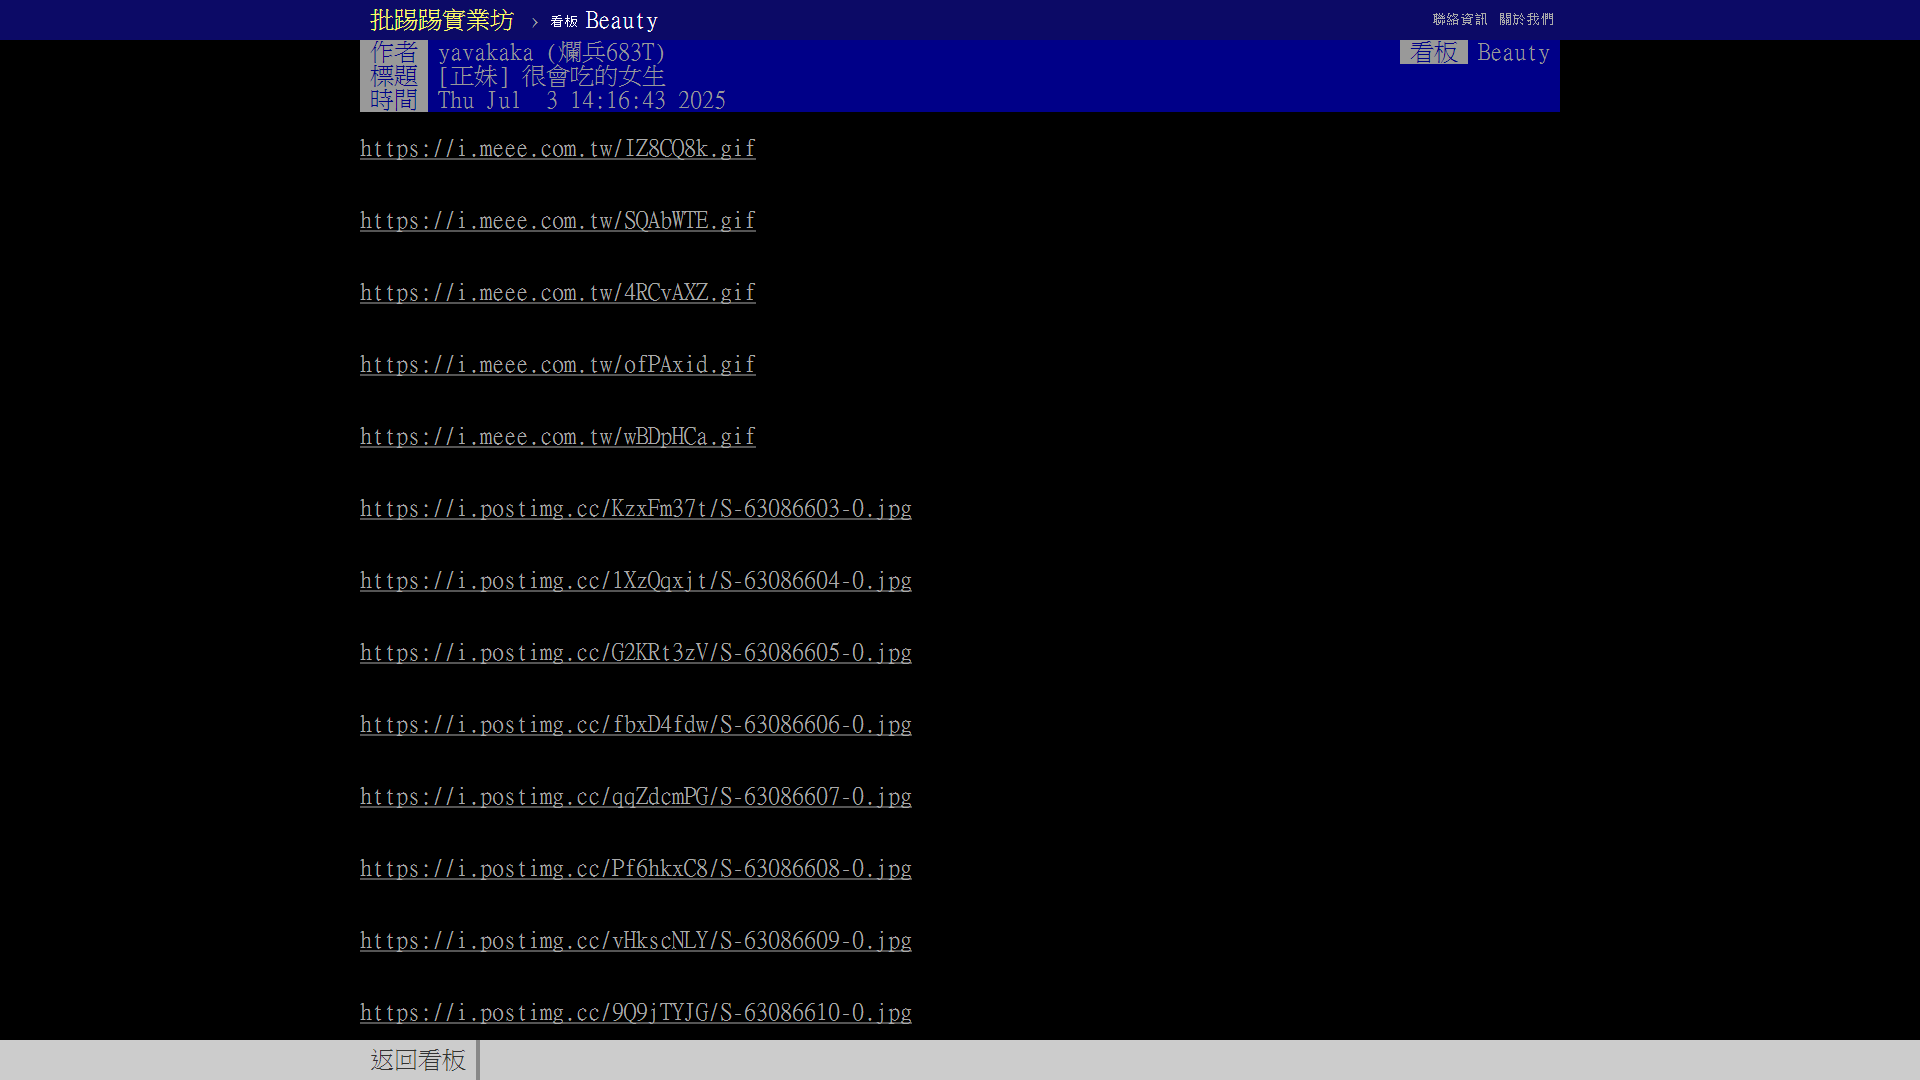 批踢踢實業坊 › 看板 Beauty 聯絡資訊 關於我們
作者 yavakaka (爛兵683T) 看板 Beauty
標題 [正妹] 很會吃的女生
時間 Thu Jul  3 14:16:43 2025
https://i.meee.com.tw/IZ8CQ8k.gif
https://i.meee.com.tw/SQAbWTE.gif
https://i.meee.com.tw/4RCvAXZ.gif
https://i.meee.com.tw/ofPAxid.gif
https://i.meee.com.tw/wBDpHCa.gif
https://i.postimg.cc/KzxFm37t/S-63086603-0.jpg
https://i.postimg.cc/1XzQqxjt/S-63086604-0.jpg
https://i.postimg.cc/G2KRt3zV/S-63086605-0.jpg
https://i.postimg.cc/fbxD4fdw/S-63086606-0.jpg
https://i.postimg.cc/qqZdcmPG/S-63086607-0.jpg
https://i.postimg.cc/Pf6hkxC8/S-63086608-0.jpg
https://i.postimg.cc/vHkscNLY/S-63086609-0.jpg
https://i.postimg.cc/9Q9jTYJG/S-63086610-0.jpg
返回看板